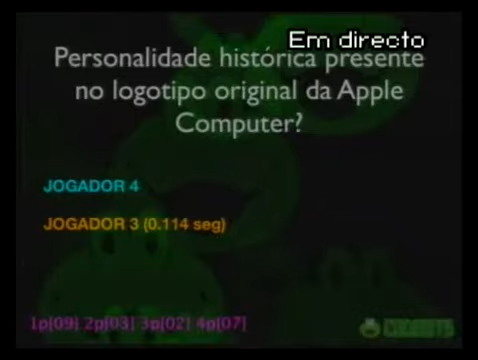 Em directo
Personalidade histórica presente
no logotipo original da Apple
Computer?
JOGADOR 4
JOGADOR 3 (0.114 seg)
1p[09] 2p[03] 3p[02] 4p[07]